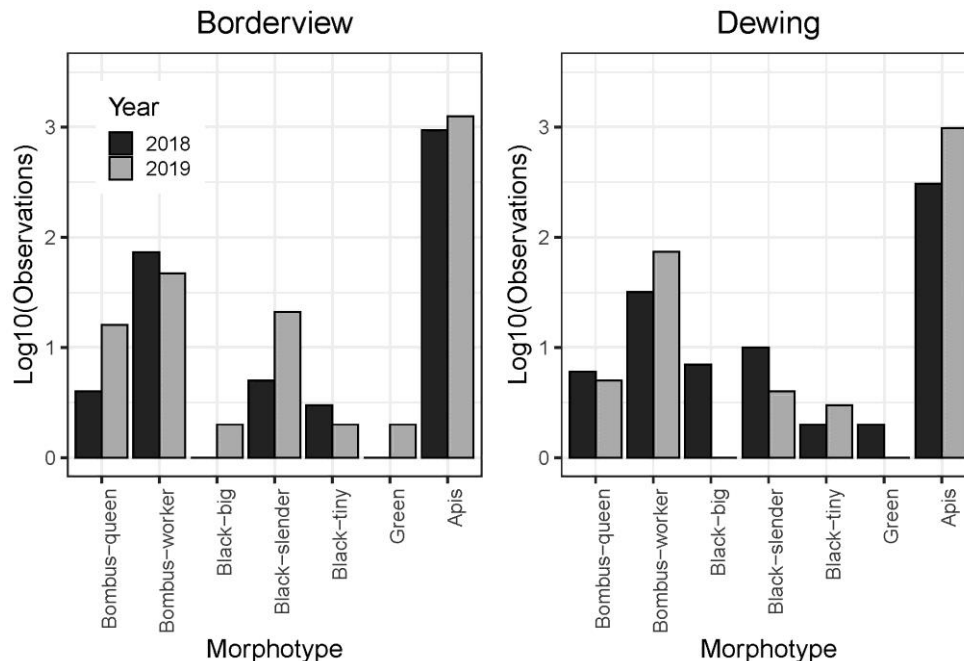 Borderview
Dewing
Log10(Observations)
3
2
1
0
Year
2018
2019
Bombus−queen
Bombus−worker
Black−big
Black−slender
Black−tiny
Green
Apis
Morphotype
Log10(Observations)
3
2
1
0
Bombus−queen
Bombus−worker
Black−big
Black−slender
Black−tiny
Green
Apis
Morphotype